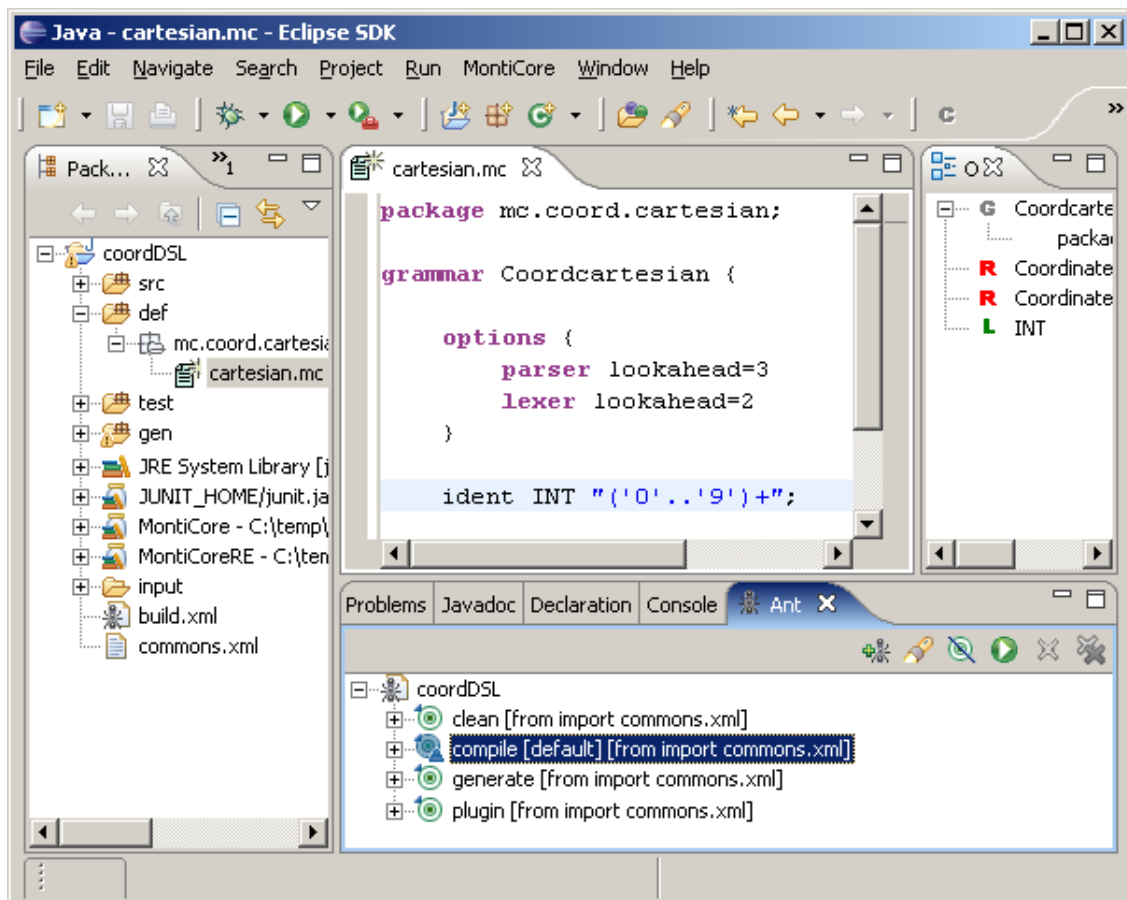 Java - cartesian.mc - Eclipse SDK
File Edit Navigate Search Project Run MontiCore Window Help
Pack...
»1
coordDSL
src
def
mc.coord.cartesia
cartesian.mc
test
gen
JRE System Library [j
JUNIT_HOME/junit.ja
MontiCore - C:\temp\
MontiCoreRE - C:\ten
input
build.xml
commons.xml
cartesian.mc
package mc.coord.cartesian;
grammar Coordcartesian {
options {
parser lookahead=3
lexer lookahead=2
}
ident INT "('0'..'9')+";
O
G Coordcarte
packa
R Coordinate
R Coordinate
L INT
Problems Javadoc Declaration Console Ant
coordDSL
clean [from import commons.xml]
compile [default] [from import commons.xml]
generate [from import commons.xml]
plugin [from import commons.xml]